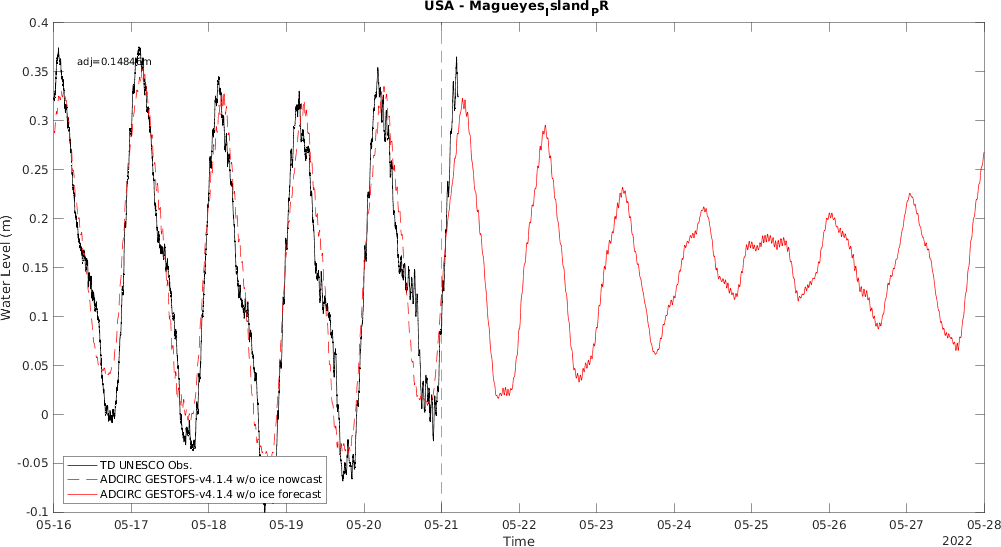 USA - Magueyes_Island_PR
0.4
adj=0.14846m
0.35
0.3
0.25
0.2
0.15
0.1
0.05
0
-0.05
-0.1
Water Level (m)
TD UNESCO Obs.
ADCIRC GESTOFS-v4.1.4 w/o ice nowcast
ADCIRC GESTOFS-v4.1.4 w/o ice forecast
05-16 05-17 05-18 05-19 05-20 05-21 05-22 05-23 05-24 05-25 05-26 05-27 05-28
Time
2022